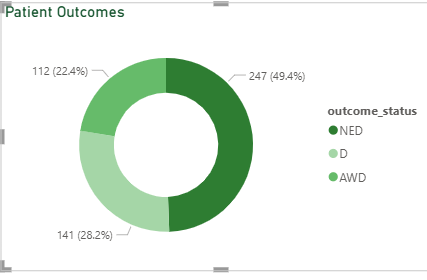 Patient Outcomes
112 (22.4%)
247 (49.4%)
outcome_status
NED
D
AWD
141 (28.2%)